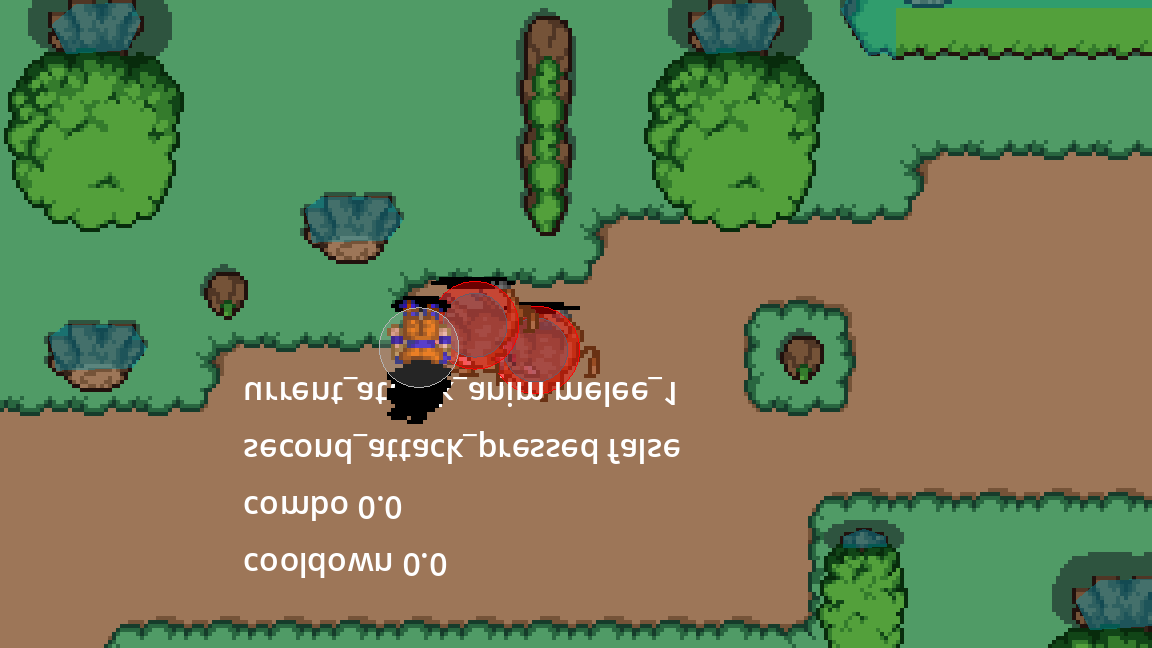 cooldown 0.0
combo 0.0
second_attack_pressed false
melee_1